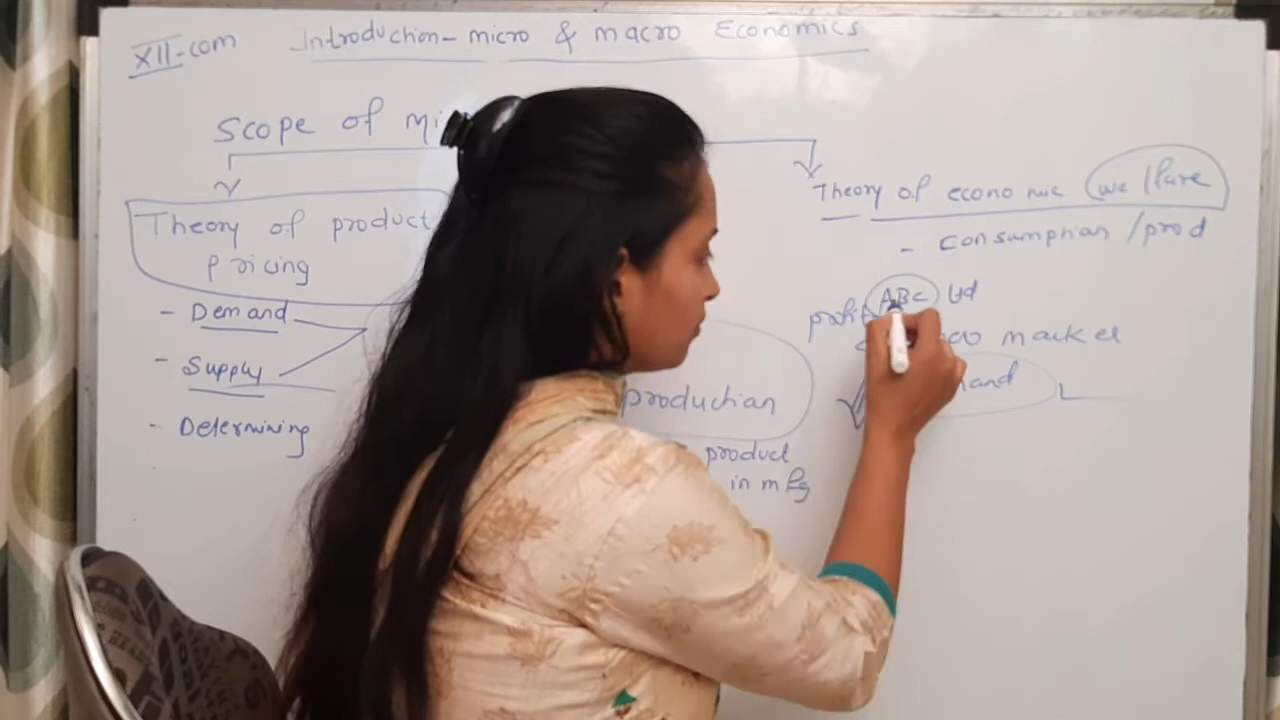 XII-com
Introduction- micro & macro Economics
Scope of mi
Theory of product
pricing
- Demand
- Supply
- Determining
production
product
in mfg
Theory of economic welfare
- Consumption / prod
ABC Ltd
profit
market
and